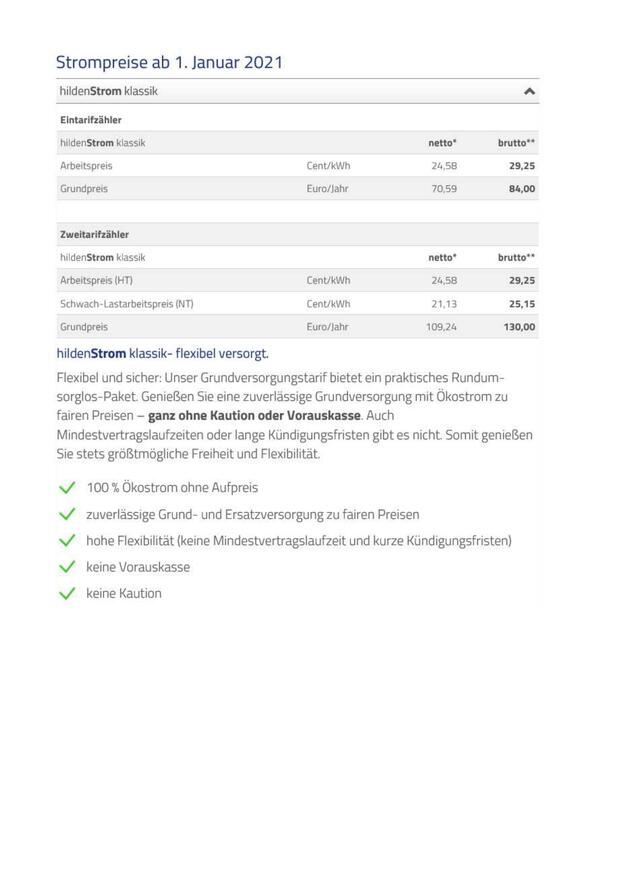 Strompreise ab 1. Januar 2021
hildenStrom klassik
Eintarifzähler
hildenStrom klassik netto* brutto**
Arbeitspreis Cent/kWh 24,58 29,25
Grundpreis Euro/Jahr 70,59 84,00
Zweitarifzähler
hildenStrom klassik netto* brutto**
Arbeitspreis (HT) Cent/kWh 24,58 29,25
Schwach-Lastarbeitspreis (NT) Cent/kWh 21,13 25,15
Grundpreis Euro/Jahr 109,24 130,00
hildenStrom klassik- flexibel versorgt.
Flexibel und sicher: Unser Grundversorgungstarif bietet ein praktisches Rundum-
sorglos-Paket. Genießen Sie eine zuverlässige Grundversorgung mit Ökostrom zu
fairen Preisen – ganz ohne Kaution oder Vorauskasse. Auch
Mindestvertragslaufzeiten oder lange Kündigungsfristen gibt es nicht. Somit genießen
Sie stets größtmögliche Freiheit und Flexibilität.
100 % Ökostrom ohne Aufpreis
zuverlässige Grund- und Ersatzversorgung zu fairen Preisen
hohe Flexibilität (keine Mindestvertragslaufzeit und kurze Kündigungsfristen)
keine Vorauskasse
keine Kaution